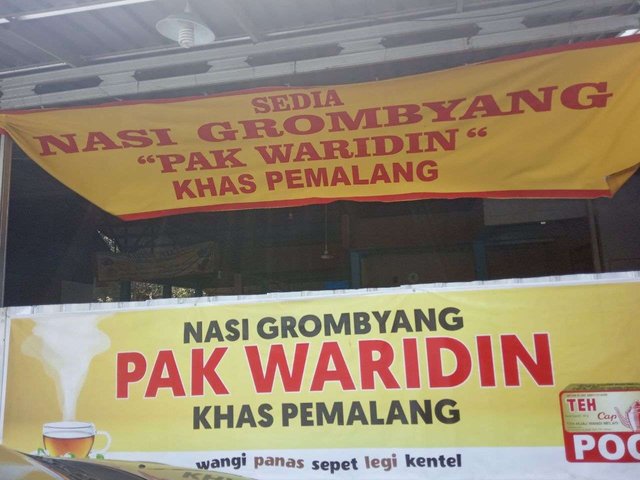 SEDIA
NASI GROMBYANG
"PAK WARIDIN"
KHAS PEMALANG
NASI GROMBYANG
PAK WARIDIN
KHAS PEMALANG
TEH
Cap
POC
wangi panas sepet legi kentel